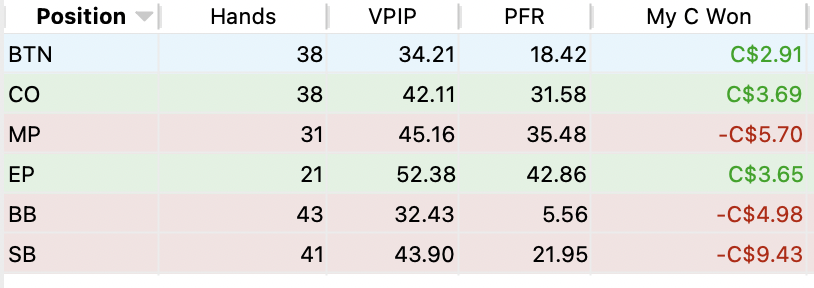 Position Hands VPIP PFR My C Won
BTN 38 34.21 18.42 C$2.91
CO 38 42.11 31.58 C$3.69
MP 31 45.16 35.48 -C$5.70
EP 21 52.38 42.86 C$3.65
BB 43 32.43 5.56 -C$4.98
SB 41 43.90 21.95 -C$9.43